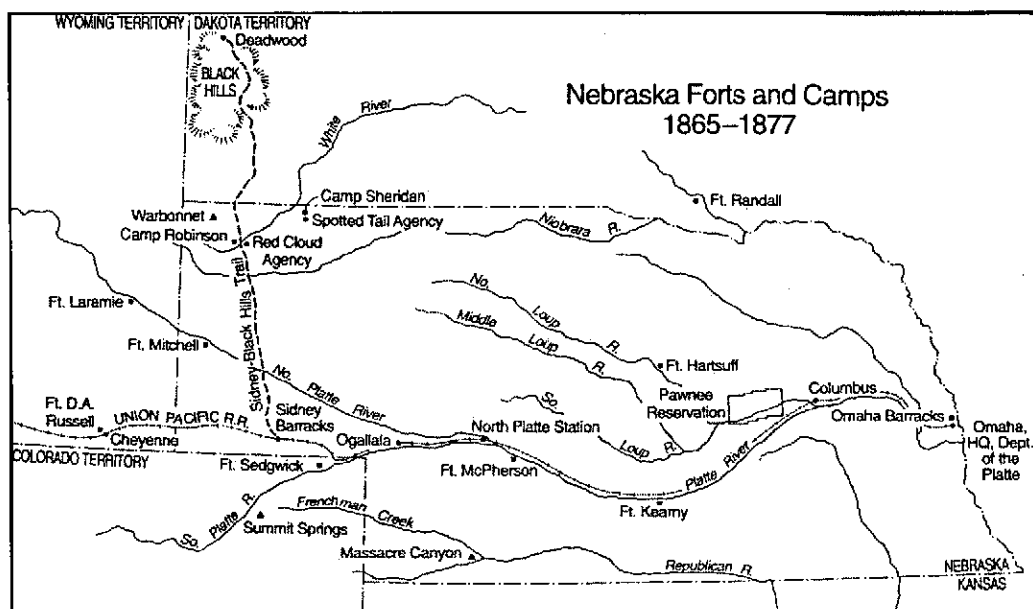 WYOMING TERRITORY
DAKOTA TERRITORY
Deadwood
BLACK
HILLS
Nebraska Forts and Camps
1865–1877
White River
Camp Sheridan
Spotted Tail Agency
Ft. Randall
Warbonnet
Camp Robinson
Red Cloud
Agency
Niobrara R.
Sidney-Black Hills Trail
Ft. Laramie
Ft. Mitchell
No. Loup R.
Middle Loup R.
Ft. Hartsuff
No. Platte River
Pawnee
Reservation
Columbus
Omaha Barracks
Omaha,
HQ, Dept.
of the
Platte
Ft. D.A.
Russell
UNION PACIFIC R.R.
Cheyenne
Sidney
Barracks
Ogallala
So. Loup R.
North Platte Station
COLORADO TERRITORY
Ft. Sedgwick
Ft. McPherson
Platte River
Ft. Kearny
So. Platte R.
Summit Springs
Frenchman Creek
Massacre Canyon
Republican R.
NEBRASKA
KANSAS